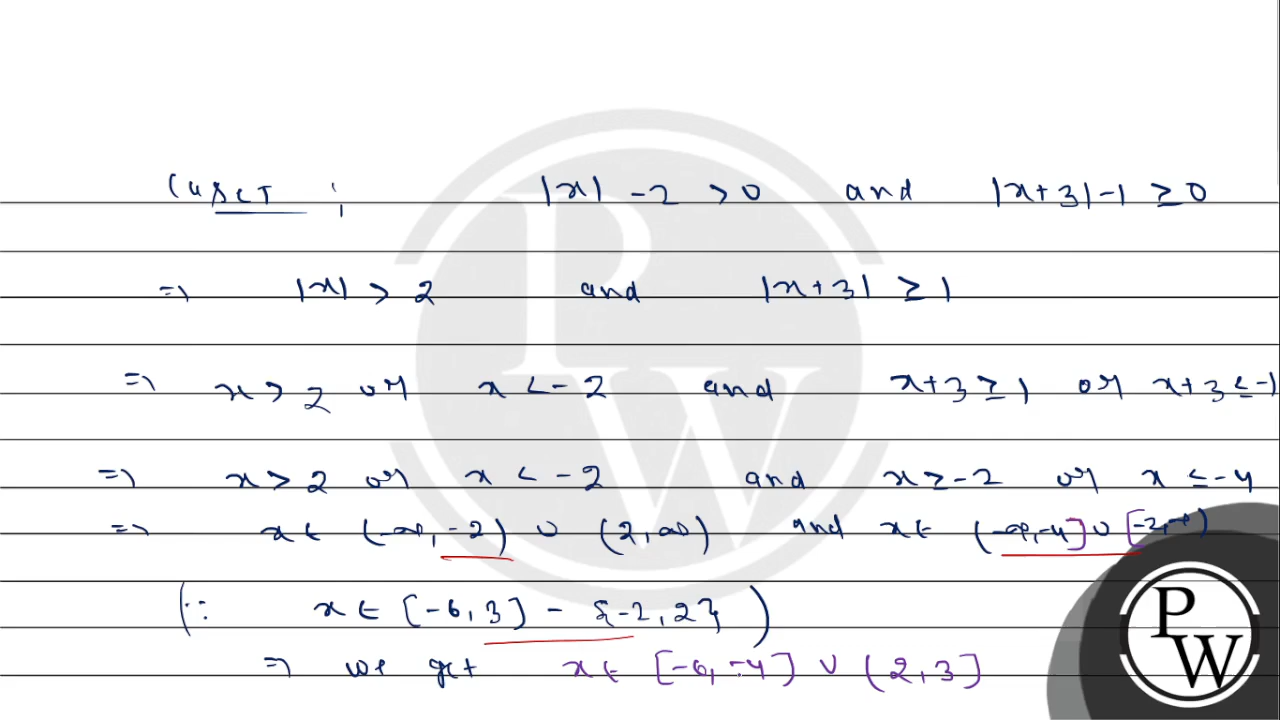 Case I ; |x| - 2 > 0 and |x+3| - 1 ≥ 0
⇒ |x| > 2 and |x+3| ≥ 1
⇒ x > 2 or x < -2 and x+3 ≥ 1 or x+3 ≤ -1
⇒ x > 2 or x < -2 and x ≥ -2 or x ≤ -4
⇒ x ∈ (-∞, -2) ∪ (2, ∞) and x ∈ (-∞, -4] ∪ [-2, ∞)
(∵ x ∈ [-6, 3] - {-2, 2})
⇒ we get x ∈ [-6, -4] ∪ (2, 3]
PW
PW